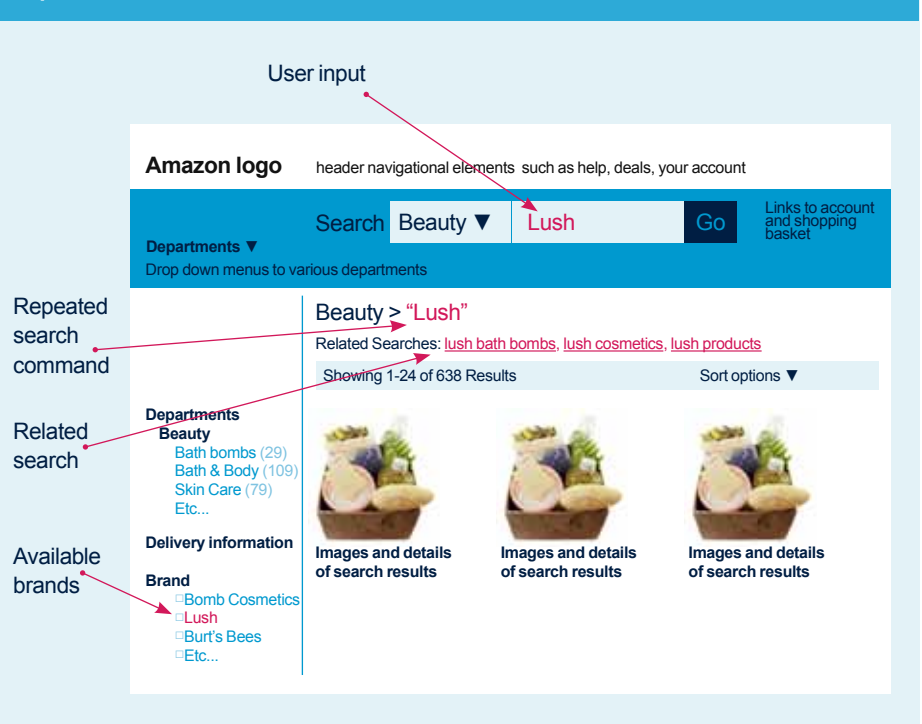 User input
Amazon logo
header navigational elements such as help, deals, your account
Search Beauty ▼ Lush Go
Links to account
and shopping
basket
Departments ▼
Drop down menus to various departments
Repeated
search
command
Beauty > “Lush”
Related Searches: lush bath bombs, lush cosmetics, lush products
Showing 1-24 of 638 Results Sort options ▼
Related
search
Departments
Beauty
Bath bombs (29)
Bath & Body (109)
Skin Care (79)
Etc...
Images and details
of search results
Images and details
of search results
Images and details
of search results
Delivery information
Available
brands
Brand
□Bomb Cosmetics
□Lush
□Burt’s Bees
□Etc...